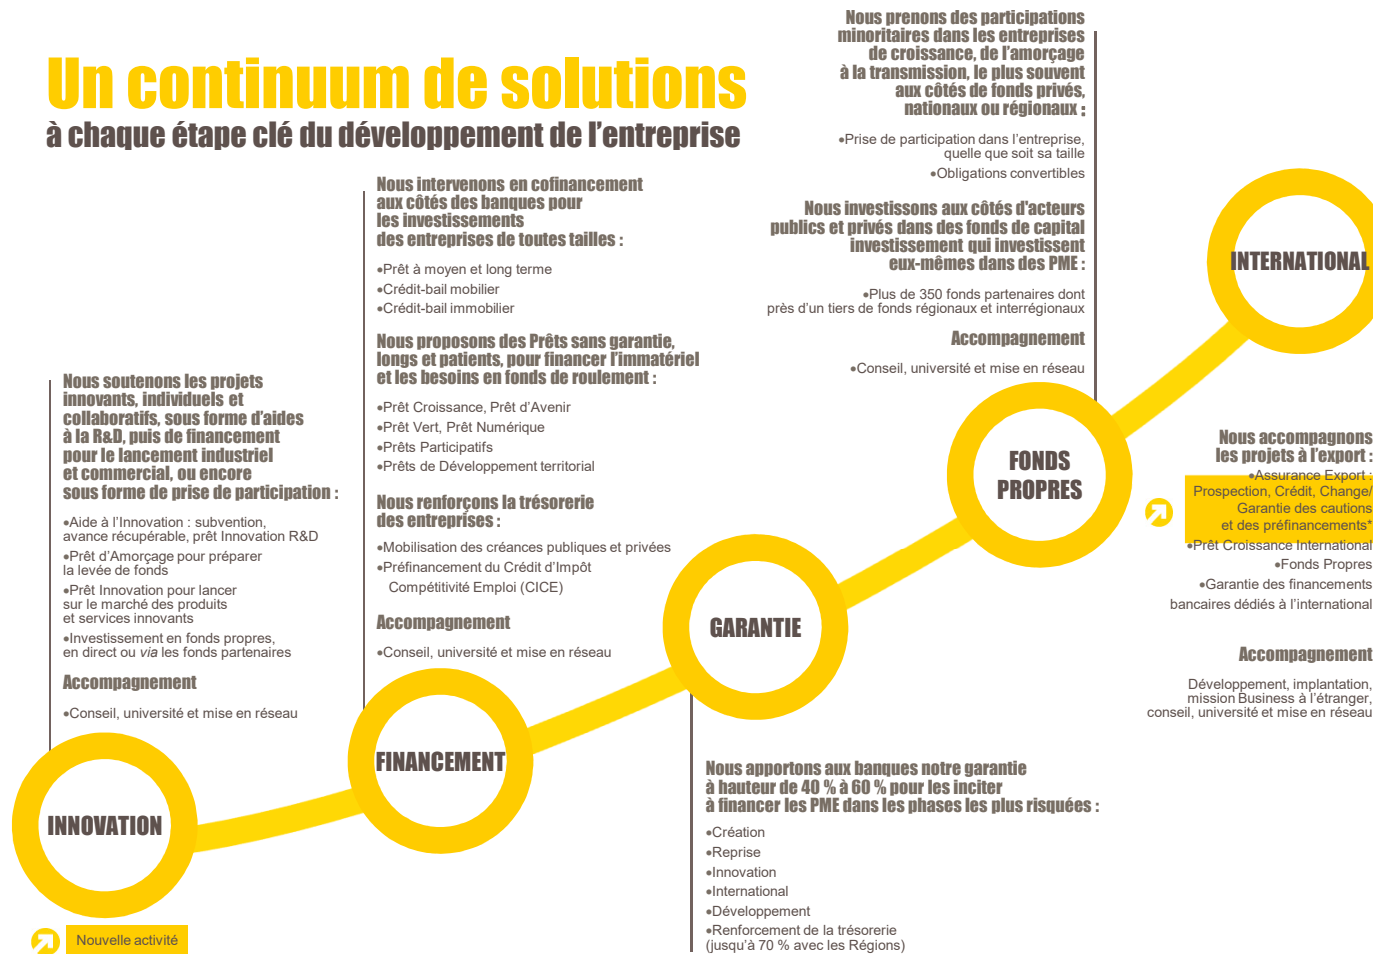 Un continuum de solutions
à chaque étape clé du développement de l'entreprise
Nous soutenons les projets
innovants, individuels et
collaboratifs, sous forme d'aides
à la R&D, puis de financement
pour le lancement industriel
et commercial, ou encore
sous forme de prise de participation :
•Aide à l'Innovation : subvention,
avance récupérable, prêt Innovation R&D
•Prêt d'Amorçage pour préparer
la levée de fonds
•Prêt Innovation pour lancer
sur le marché des produits
et services innovants
•Investissement en fonds propres,
en direct ou via les fonds partenaires
Accompagnement
•Conseil, université et mise en réseau
INNOVATION
Nouvelle activité
Nous intervenons en cofinancement
aux côtés des banques pour
les investissements
des entreprises de toutes tailles :
•Prêt à moyen et long terme
•Crédit-bail mobilier
•Crédit-bail immobilier
Nous proposons des Prêts sans garantie,
longs et patients, pour financer l'immatériel
et les besoins en fonds de roulement :
•Prêt Croissance, Prêt d'Avenir
•Prêt Vert, Prêt Numérique
•Prêts Participatifs
•Prêts de Développement territorial
Nous renforçons la trésorerie
des entreprises :
•Mobilisation des créances publiques et privées
•Préfinancement du Crédit d'Impôt
Compétitivité Emploi (CICE)
Accompagnement
•Conseil, université et mise en réseau
FINANCEMENT
GARANTIE
Nous apportons aux banques notre garantie
à hauteur de 40 % à 60 % pour les inciter
à financer les PME dans les phases les plus risquées :
•Création
•Reprise
•Innovation
•International
•Développement
•Renforcement de la trésorerie
(jusqu'à 70 % avec les Régions)
Nous prenons des participations
minoritaires dans les entreprises
de croissance, de l'amorçage
à la transmission, le plus souvent
aux côtés de fonds privés,
nationaux ou régionaux :
•Prise de participation dans l'entreprise,
quelle que soit sa taille
•Obligations convertibles
Nous investissons aux côtés d'acteurs
publics et privés dans des fonds de capital
investissement qui investissent
eux-mêmes dans des PME :
•Plus de 350 fonds partenaires dont
près d'un tiers de fonds régionaux et interrégionaux
Accompagnement
•Conseil, université et mise en réseau
FONDS
PROPRES
INTERNATIONAL
Nous accompagnons
les projets à l'export :
•Assurance Export :
Prospection, Crédit, Change/
Garantie des cautions
et des préfinancements*
•Prêt Croissance International
•Fonds Propres
•Garantie des financements
bancaires dédiés à l'international
Accompagnement
Développement, implantation,
mission Business à l'étranger,
conseil, université et mise en réseau